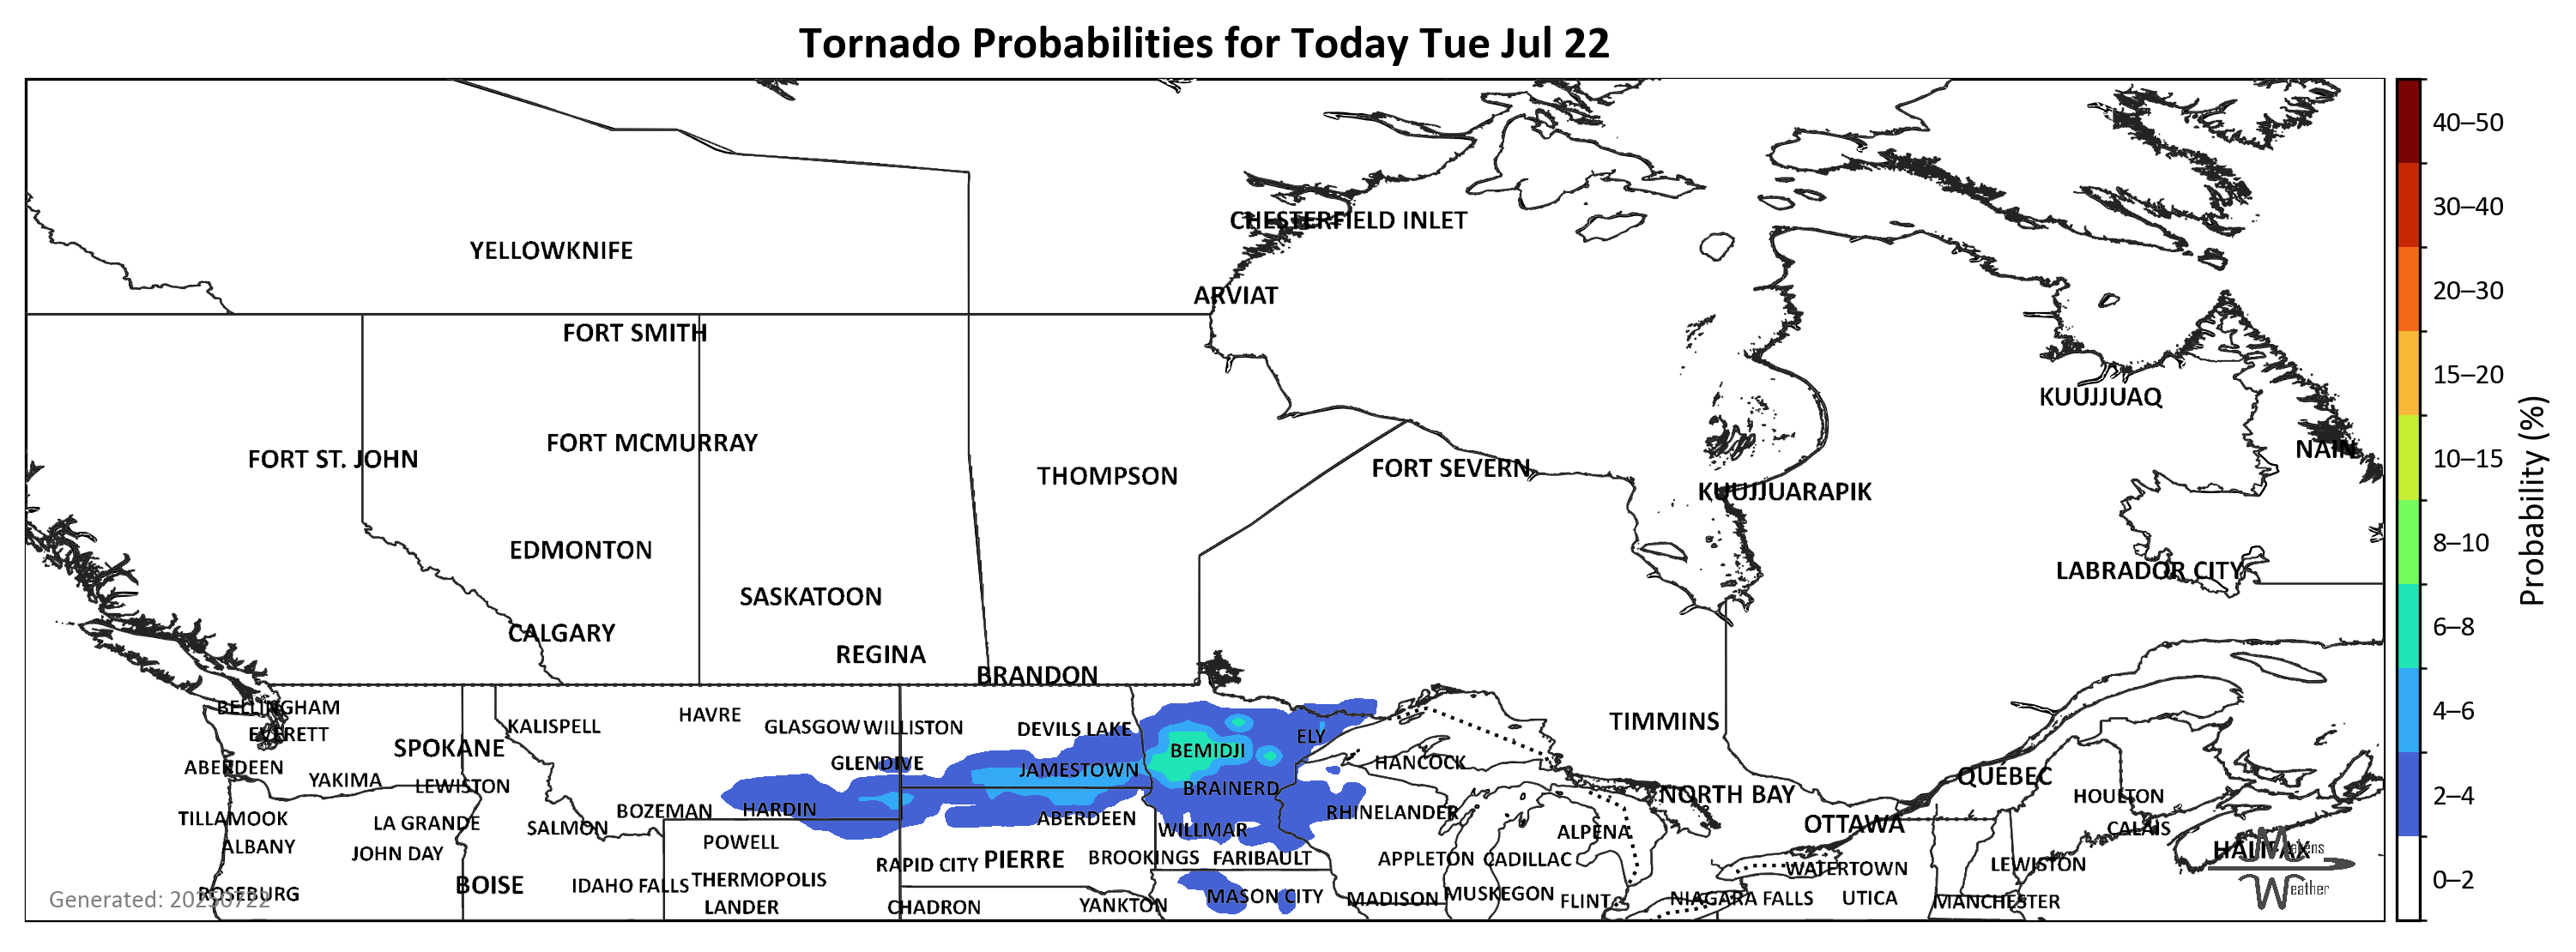 Tornado Probabilities for Today Tue Jul 22
40–50
30–40
20–30
15–20
10–15
8–10
6–8
4–6
2–4
0–2
Probability (%)
CHESTERFIELD INLET
YELLOWKNIFE
ARVIAT
FORT SMITH
KUUJJUAQ
FORT MCMURRAY
NAIN
FORT ST. JOHN
FORT SEVERN
THOMPSON
KUUJJUARAPIK
EDMONTON
LABRADOR CITY
SASKATOON
CALGARY
REGINA
BRANDON
BELLINGHAM
HAVRE
TIMMINS
KALISPELL
GLASGOW
WILLISTON
DEVILS LAKE
EVERETT
ELY
SPOKANE
BEMIDJI
GLENDIVE
HANCOCK
ABERDEEN
JAMESTOWN
QUÉBEC
YAKIMA
LEWISTON
BRAINERD
NORTH BAY
HOULTON
BOZEMAN
HARDIN
RHINELANDER
TILLAMOOK
LA GRANDE
SALMON
ABERDEEN
WILLMAR
ALPENA
OTTAWA
CALAIS
POWELL
ALBANY
JOHN DAY
RAPID CITY
PIERRE
BROOKINGS
FARIBAULT
APPLETON
CADILLAC
WATERTOWN
LEWISTON
HALIFAX
BOISE
IDAHO FALLS
THERMOPOLIS
ROSEBURG
MASON CITY
MADISON
MUSKEGON
FLINT
NIAGARA FALLS
UTICA
MANCHESTER
LANDER
CHADRON
YANKTON
Generated: 20250722
Weather